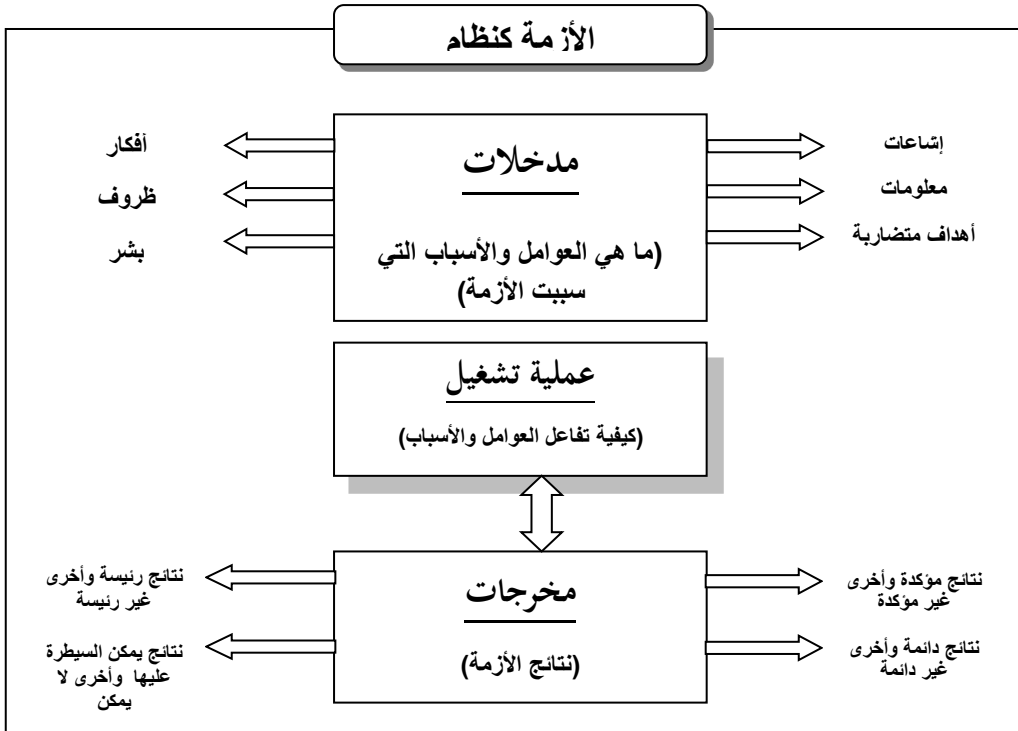 الأزمة كنظام
مدخلات
(ما هي العوامل والأسباب التي
سببت الأزمة)
إشاعات
معلومات
أهداف متضاربة
أفكار
ظروف
بشر
عملية تشغيل
(كيفية تفاعل العوامل والأسباب)
مخرجات
(نتائج الأزمة)
نتائج مؤكدة وأخرى
غير مؤكدة
نتائج دائمة وأخرى
غير دائمة
نتائج رئيسة وأخرى
غير رئيسة
نتائج يمكن السيطرة
عليها وأخرى لا
يمكن